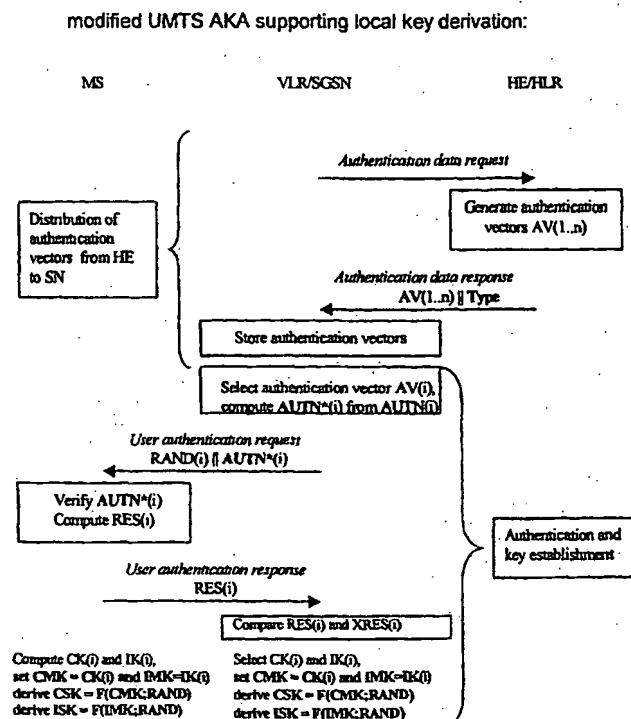 modified UMTS AKA supporting local key derivation:
MS
VLR/SGSN
HE/HLR
Authentication data request
Generate authentication
vectors AV(1..n)
Distribution of
authentication
vectors from HE
to SN
Authentication data response
AV(1..n) || Type
Store authentication vectors
Select authentication vector AV(i),
compute AUTN*(i) from AUTN(i)
User authentication request
RAND(i) || AUTN*(i)
Verify AUTN*(i)
Compute RES(i)
Authentication and
key establishment
User authentication response
RES(i)
Compare RES(i) and XRES(i)
Compute CK(i) and IK(i),
set CMK = CK(i) and IMK=IK(i)
derive CSK = F(CMK;RAND)
derive ISK = F(IMK;RAND)
Select CK(i) and IK(i),
set CMK = CK(i) and IMK=IK(i)
derive CSK = F(CMK;RAND)
derive ISK = F(IMK;RAND)